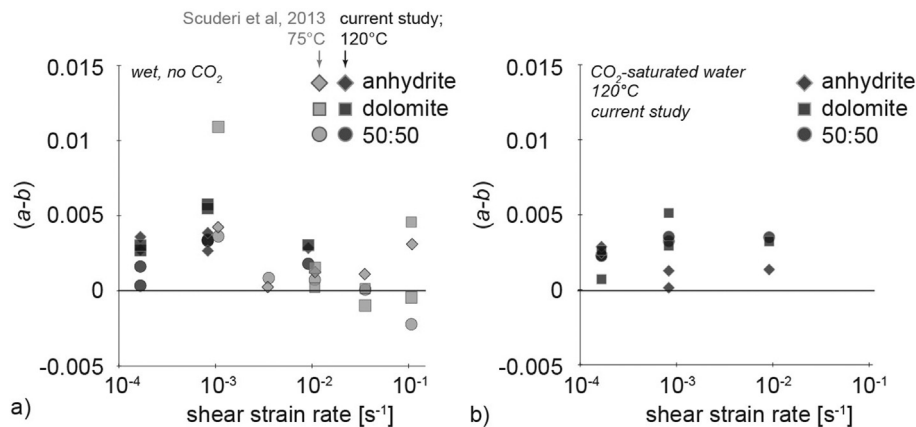 Scuderi et al, 2013
75°C
current study;
120°C
wet, no CO₂
anhydrite
dolomite
50:50
0.015
0.010
0.005
0
-0.005
(a-b)
10⁻⁴
10⁻³
10⁻²
10⁻¹
shear strain rate [s⁻¹]
a)
CO₂-saturated water
120°C
current study
anhydrite
dolomite
50:50
0.015
0.010
0.005
0
-0.005
(a-b)
10⁻⁴
10⁻³
10⁻²
10⁻¹
shear strain rate [s⁻¹]
b)